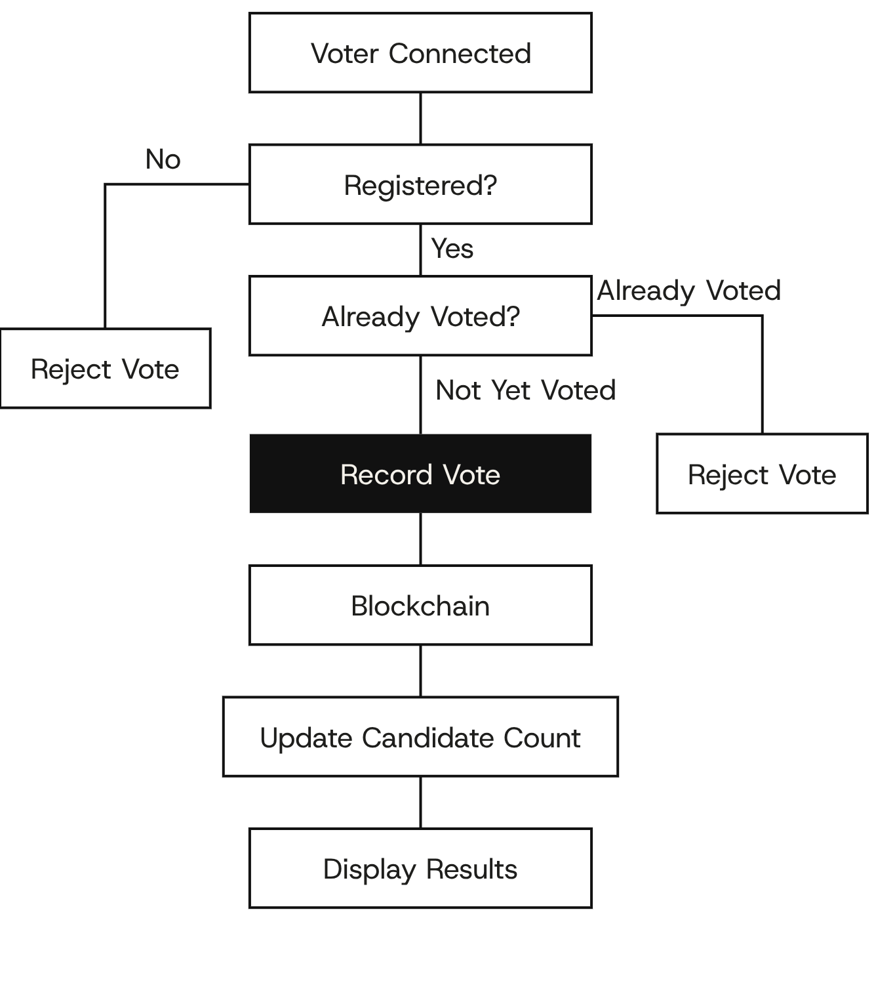 Voter Connected
No
Registered?
Yes
Already Voted
Already Voted?
Reject Vote
Not Yet Voted
Record Vote
Reject Vote
Blockchain
Update Candidate Count
Display Results